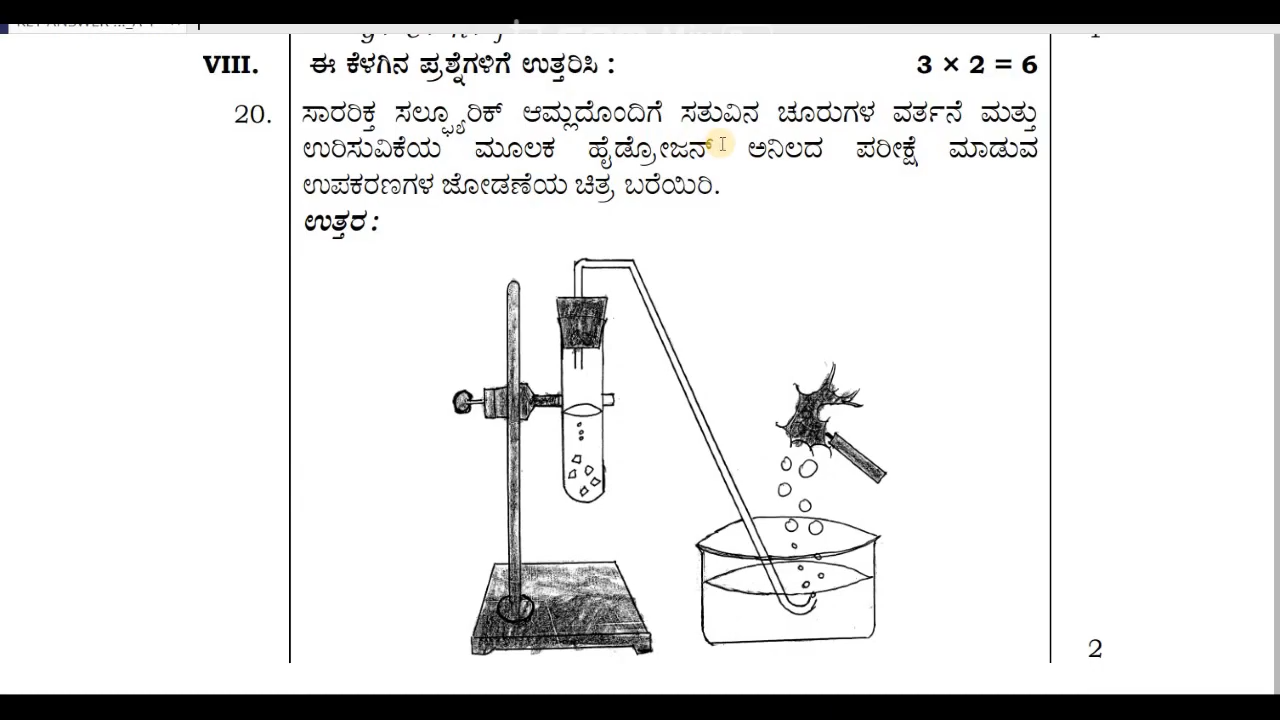 VIII. ಈ ಕೆಳಗಿನ ಪ್ರಶ್ನೆಗಳಿಗೆ ಉತ್ತರಿಸಿ : 3 × 2 = 6
20. ಸಾರರಿಕ್ತ ಸಲ್ಫ್ಯೂರಿಕ್ ಆಮ್ಲದೊಂದಿಗೆ ಸತುವಿನ ಚೂರುಗಳ ವರ್ತನೆ ಮತ್ತು
ಉರಿಸುವಿಕೆಯ ಮೂಲಕ ಹೈಡ್ರೋಜನ್ ಅನಿಲದ ಪರೀಕ್ಷೆ ಮಾಡುವ
ಉಪಕರಣಗಳ ಜೋಡಣೆಯ ಚಿತ್ರ ಬರೆಯಿರಿ.
ಉತ್ತರ :
2